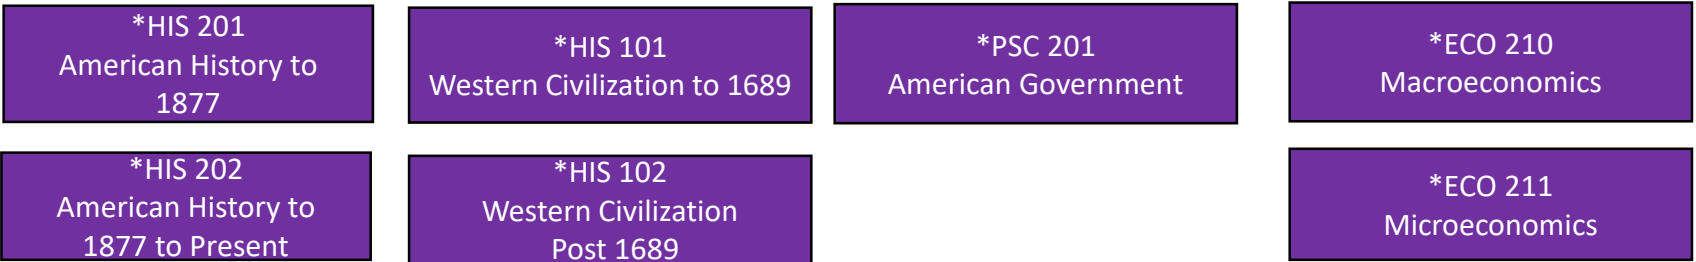 *HIS 201
American History to
1877
*HIS 101
Western Civilization to 1689
*PSC 201
American Government
*ECO 210
Macroeconomics
*HIS 202
American History to
1877 to Present
*HIS 102
Western Civilization
Post 1689
*ECO 211
Microeconomics